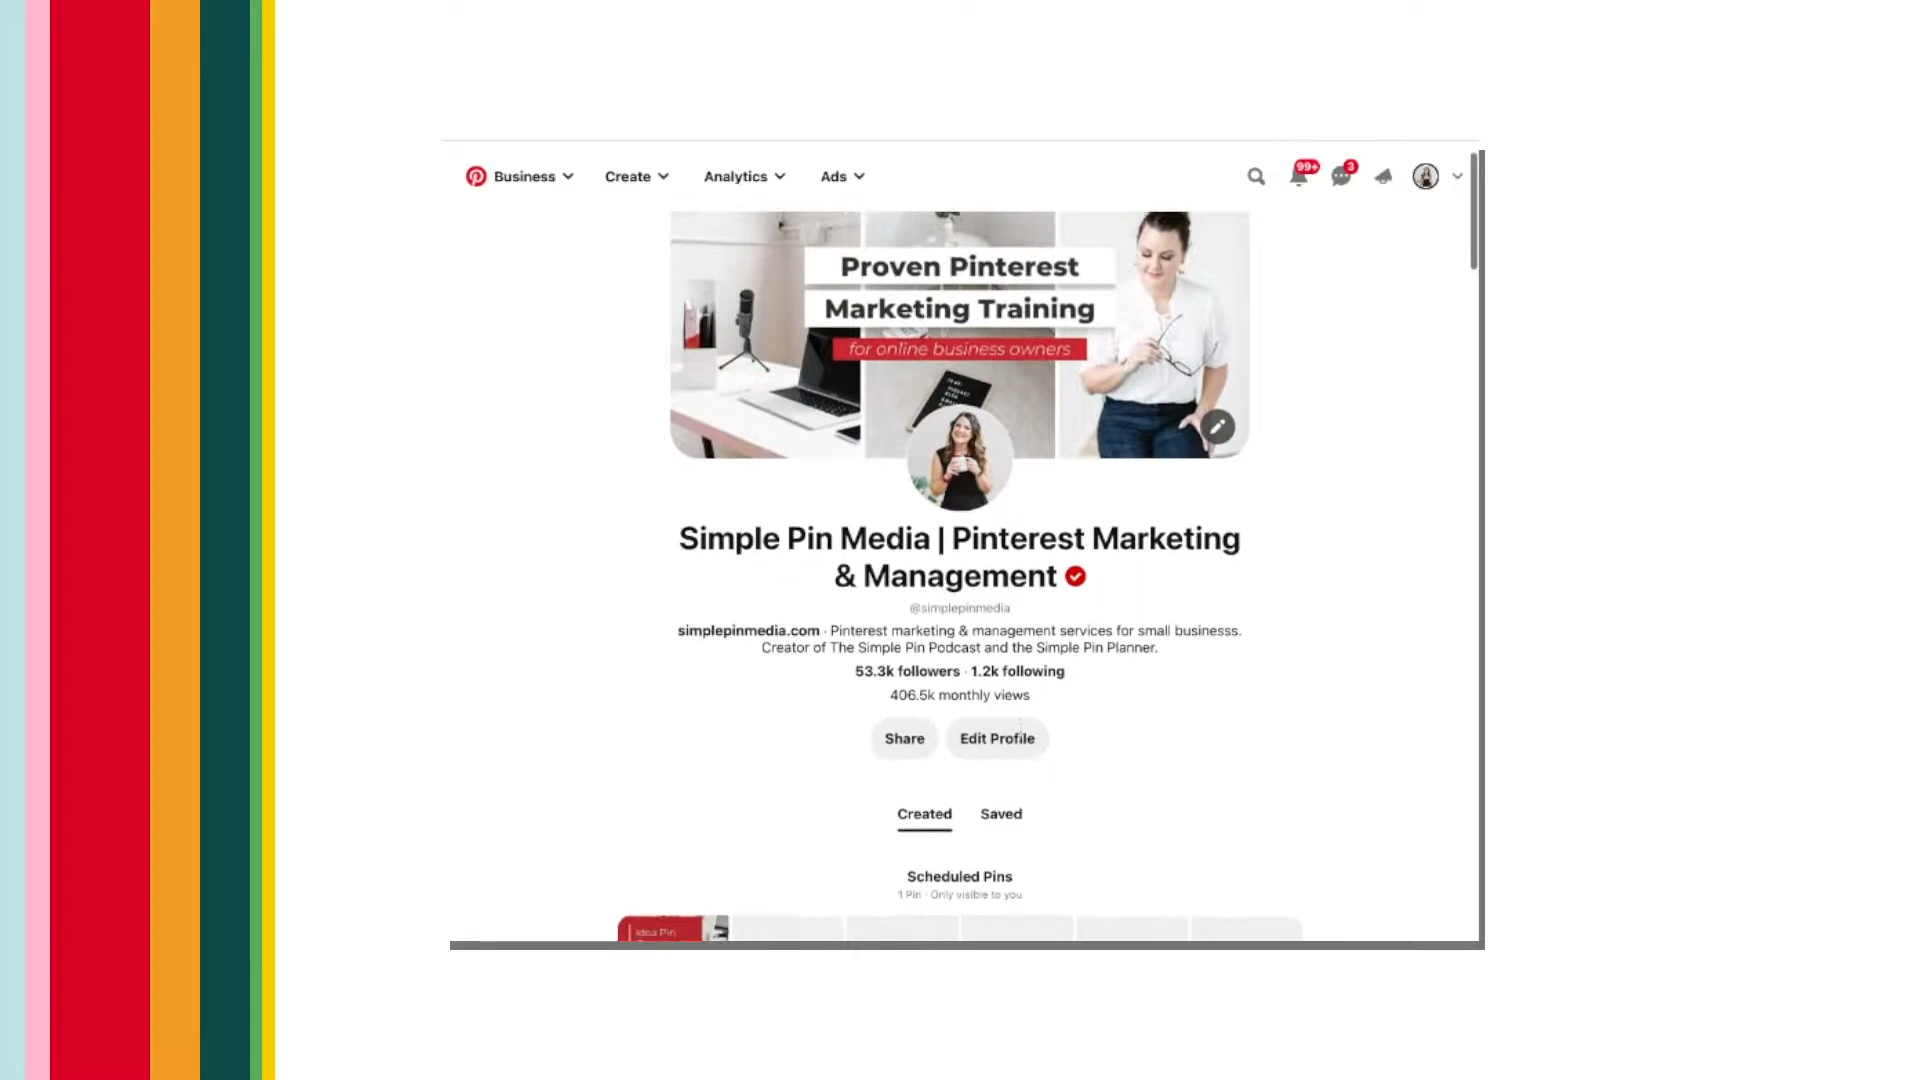 Business Create Analytics Ads 99+ 3
Proven Pinterest
Marketing Training
for online business owners
Simple Pin Media | Pinterest Marketing
& Management
@simplepinmedia
simplepinmedia.com · Pinterest marketing & management services for small businesss.
Creator of The Simple Pin Podcast and the Simple Pin Planner.
53.3k followers · 1.2k following
406.5k monthly views
Share Edit Profile
Created Saved
Scheduled Pins
1 Pin · Only visible to you
Idea Pin